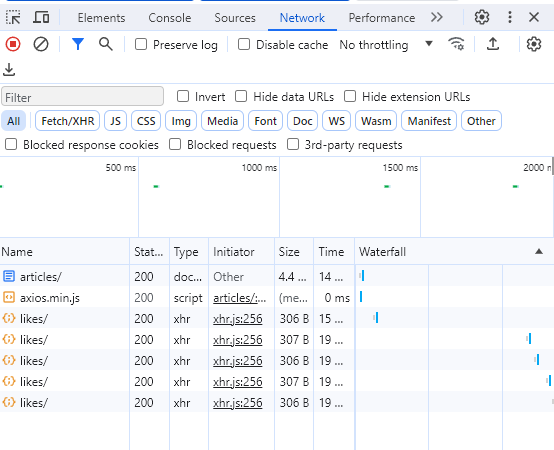 Elements Console Sources Network Performance
Preserve log Disable cache No throttling
Filter Invert Hide data URLs Hide extension URLs
All Fetch/XHR JS CSS Img Media Font Doc WS Wasm Manifest Other
Blocked response cookies Blocked requests 3rd-party requests
500 ms 1000 ms 1500 ms 2000 m
Name Stat... Type Initiator Size Time Waterfall
articles/ 200 doc... Other 4.4 ... 14 ...
axios.min.js 200 script articles/:... (me... 0 ms
likes/ 200 xhr xhr.js:256 306 B 15 ...
likes/ 200 xhr xhr.js:256 307 B 19 ...
likes/ 200 xhr xhr.js:256 306 B 19 ...
likes/ 200 xhr xhr.js:256 307 B 19 ...
likes/ 200 xhr xhr.js:256 306 B 19 ...